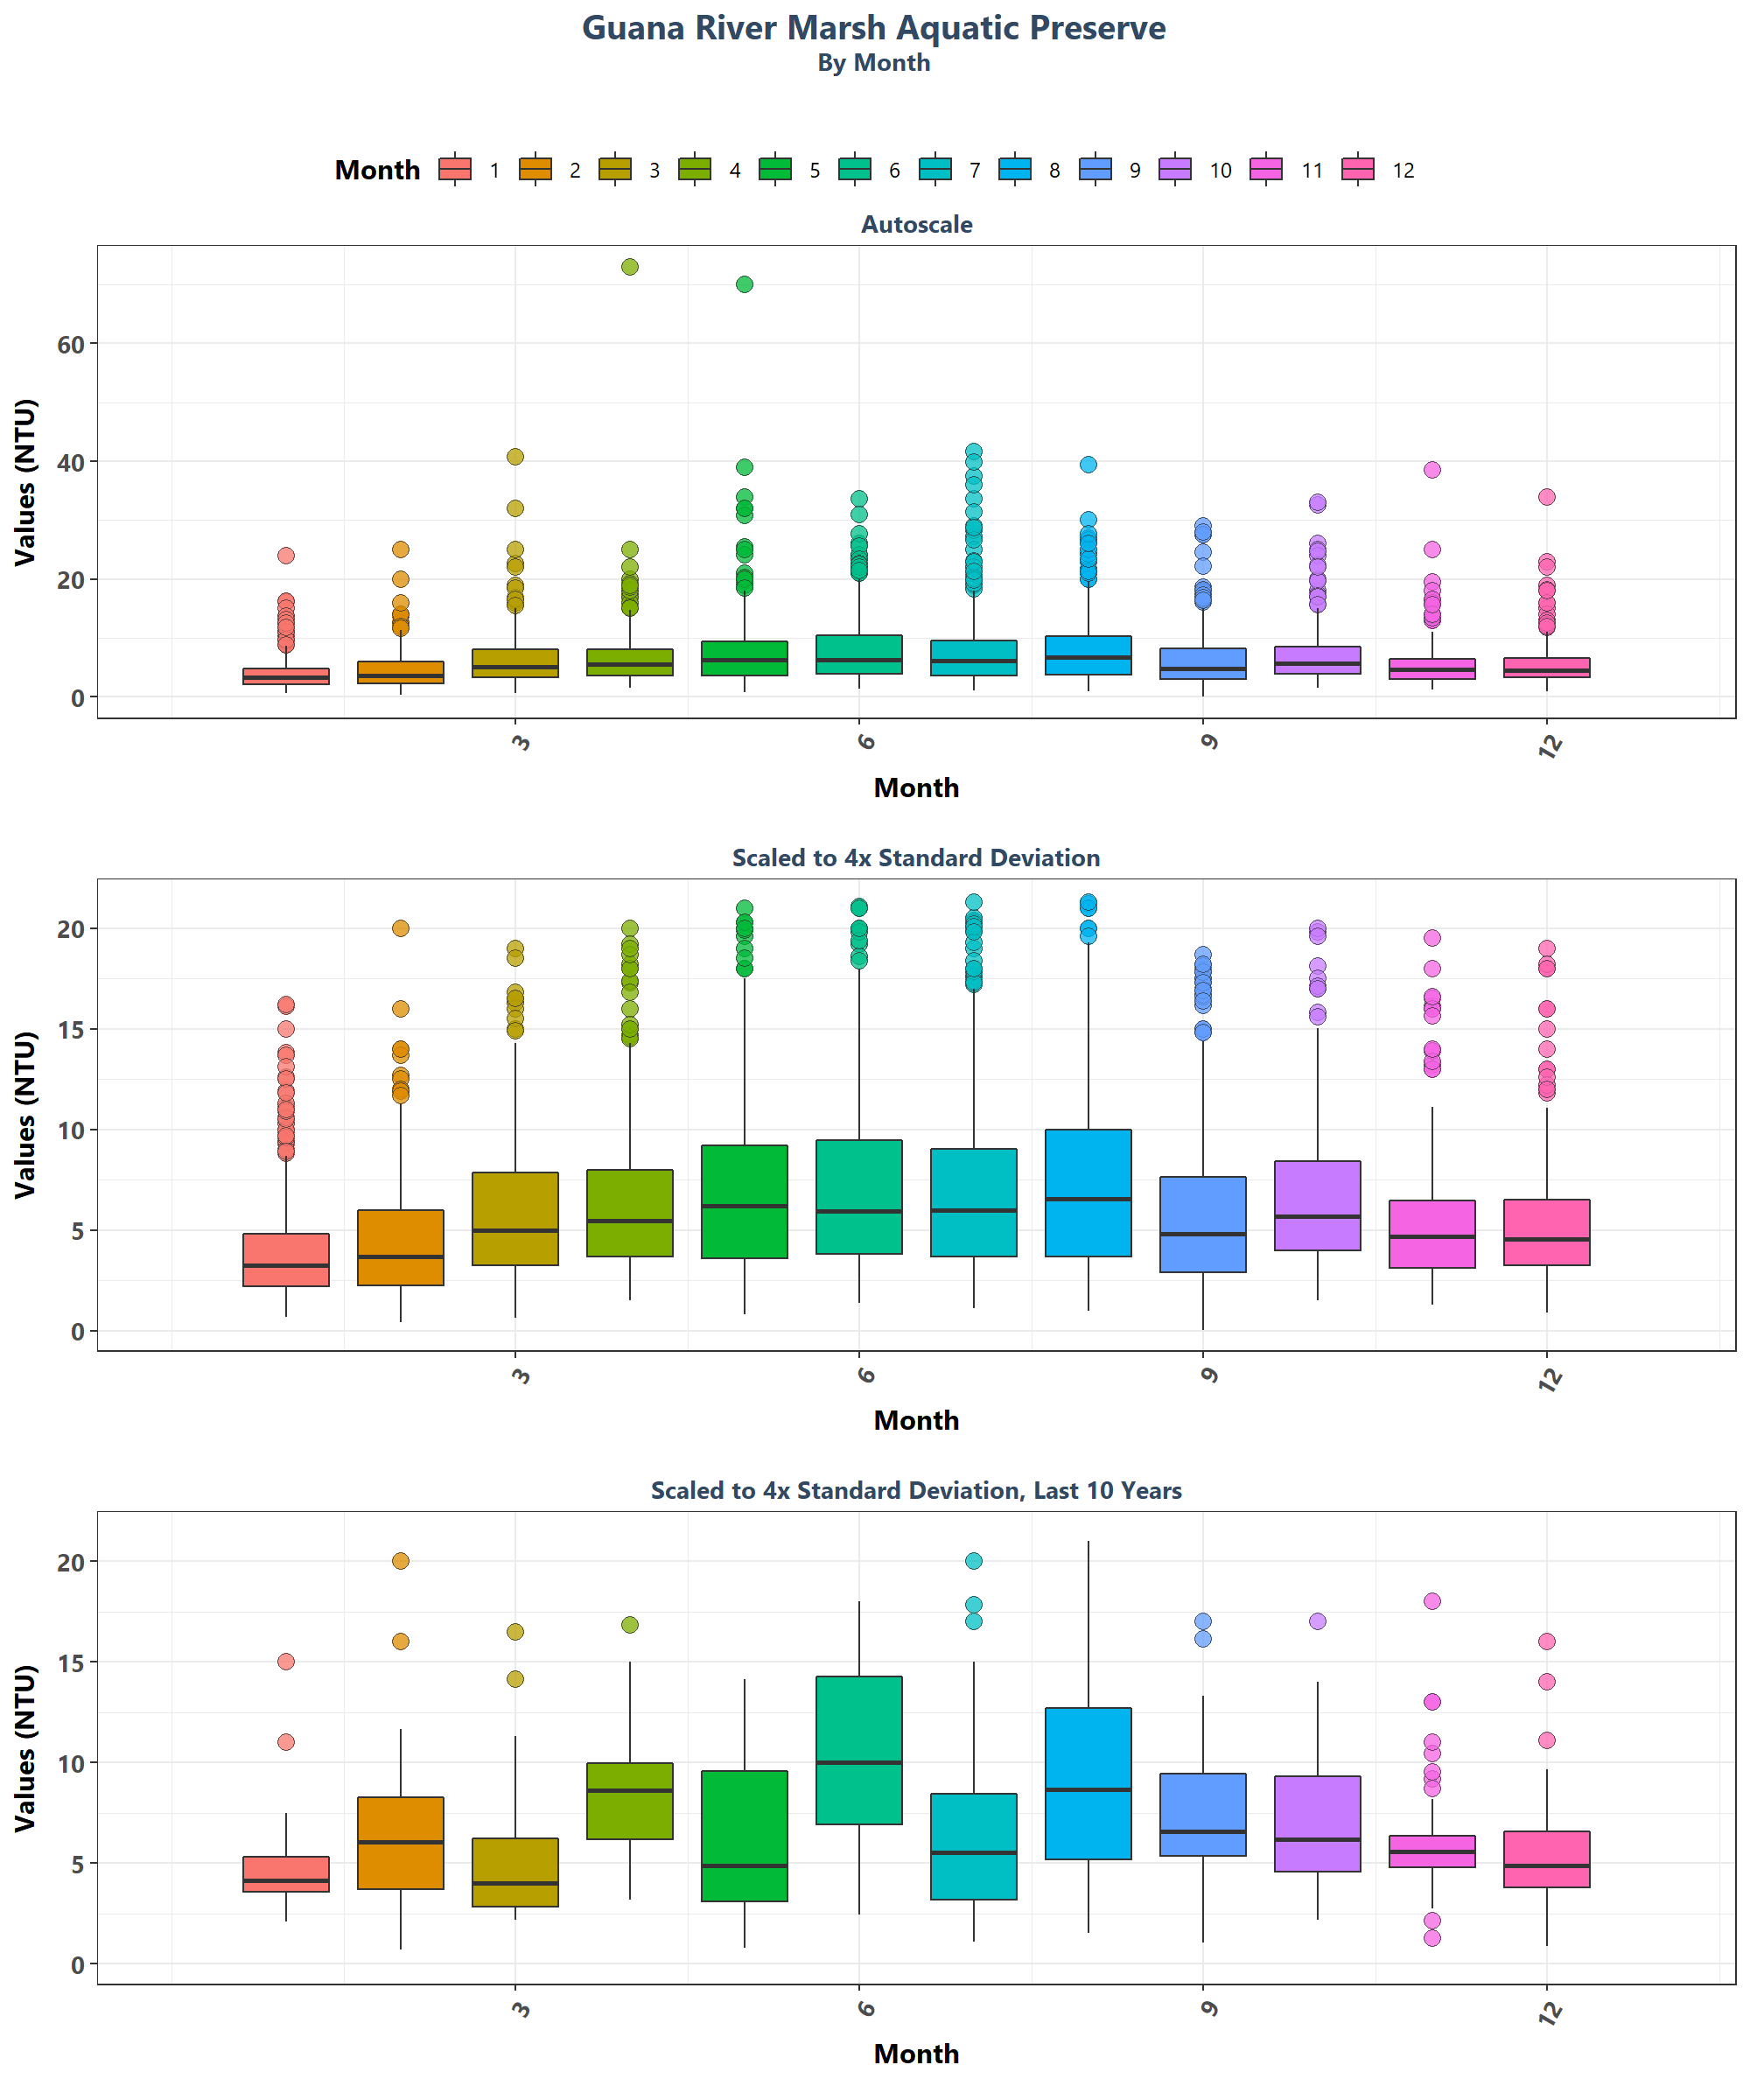 Guana River Marsh Aquatic Preserve
By Month
Month 1 2 3 4 5 6 7 8 9 10 11 12
Autoscale
Values (NTU)
60
40
20
0
3 6 9 12
Month
Scaled to 4x Standard Deviation
Values (NTU)
20
15
10
5
0
3 6 9 12
Month
Scaled to 4x Standard Deviation, Last 10 Years
Values (NTU)
20
15
10
5
0
3 6 9 12
Month